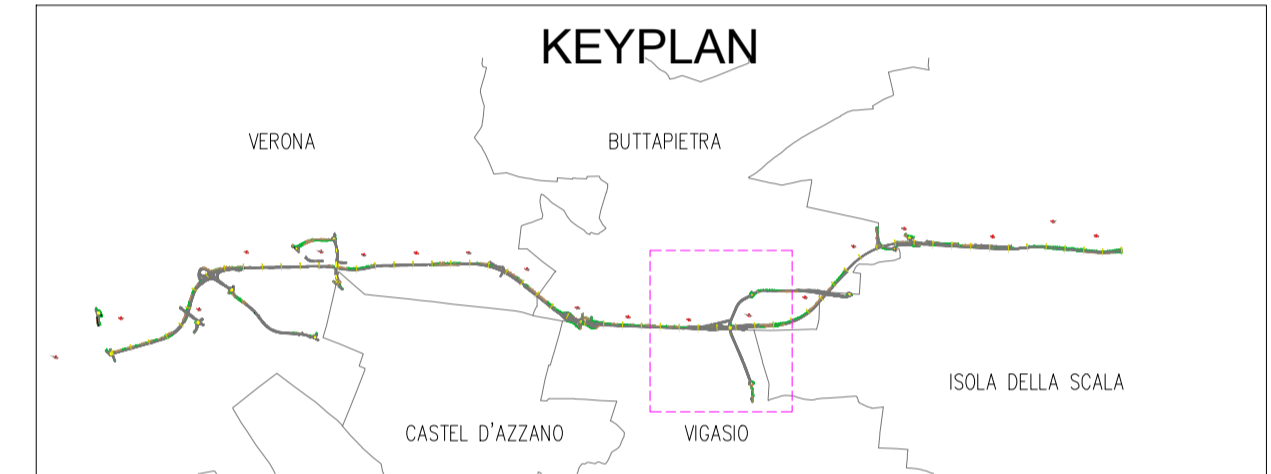 KEYPLAN
VERONA
BUTTAPIETRA
ISOLA DELLA SCALA
CASTEL D'AZZANO
VIGASIO